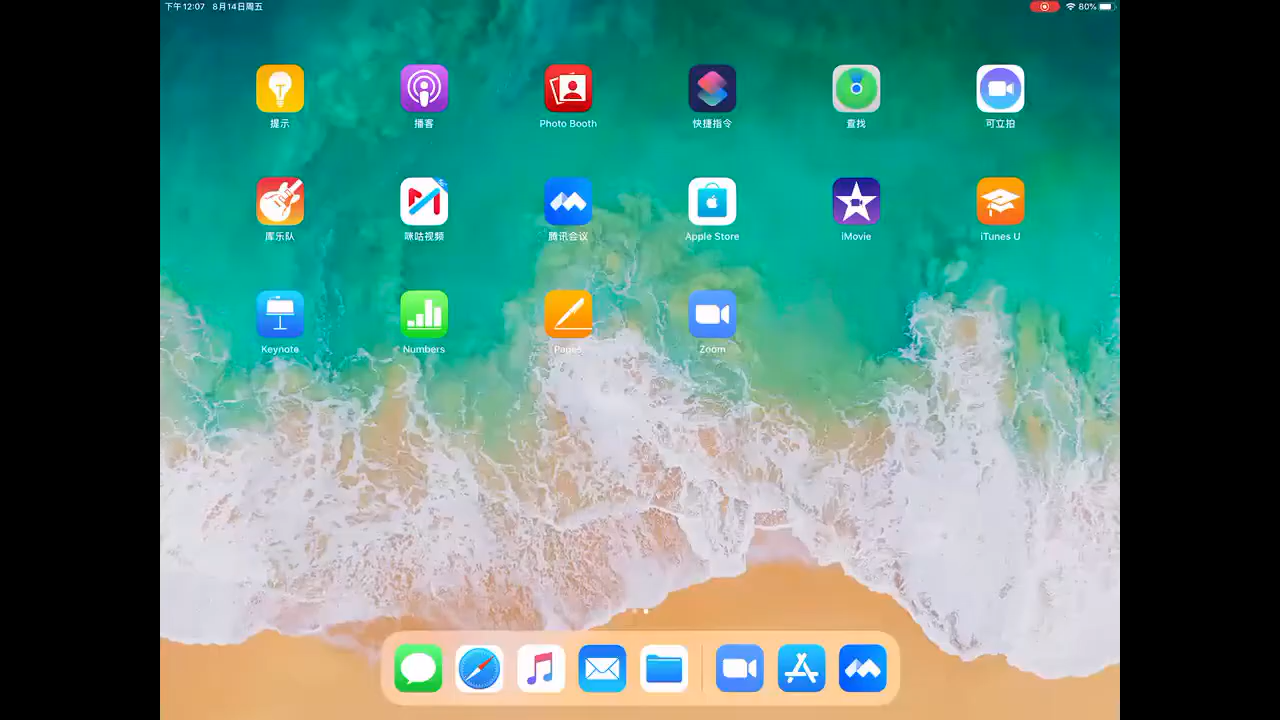 下午12:07 8月14日周五 80%
提示 播客 Photo Booth 快捷指令 查找 可立拍
库乐队 咪咕视频 腾讯会议 Apple Store iMovie iTunes U
Keynote Numbers Pages Zoom